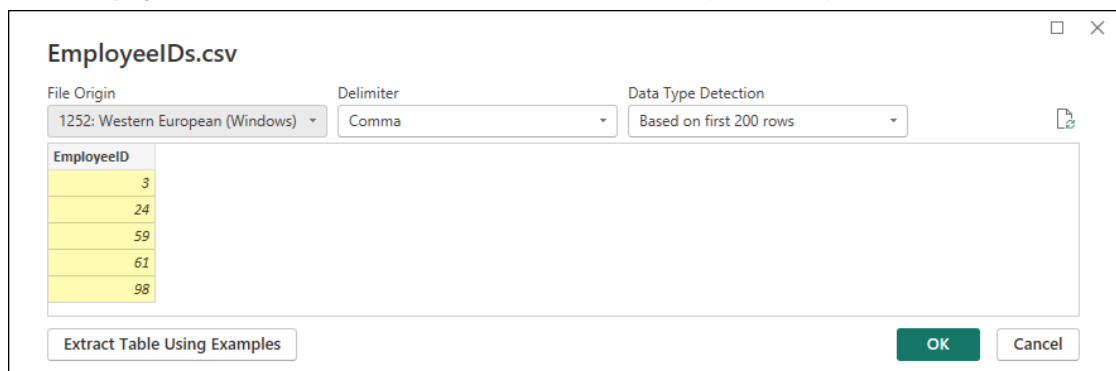 EmployeeIDs.csv
File Origin Delimiter Data Type Detection
1252: Western European (Windows) Comma Based on first 200 rows
EmployeeID
3
24
59
61
98
Extract Table Using Examples OK Cancel